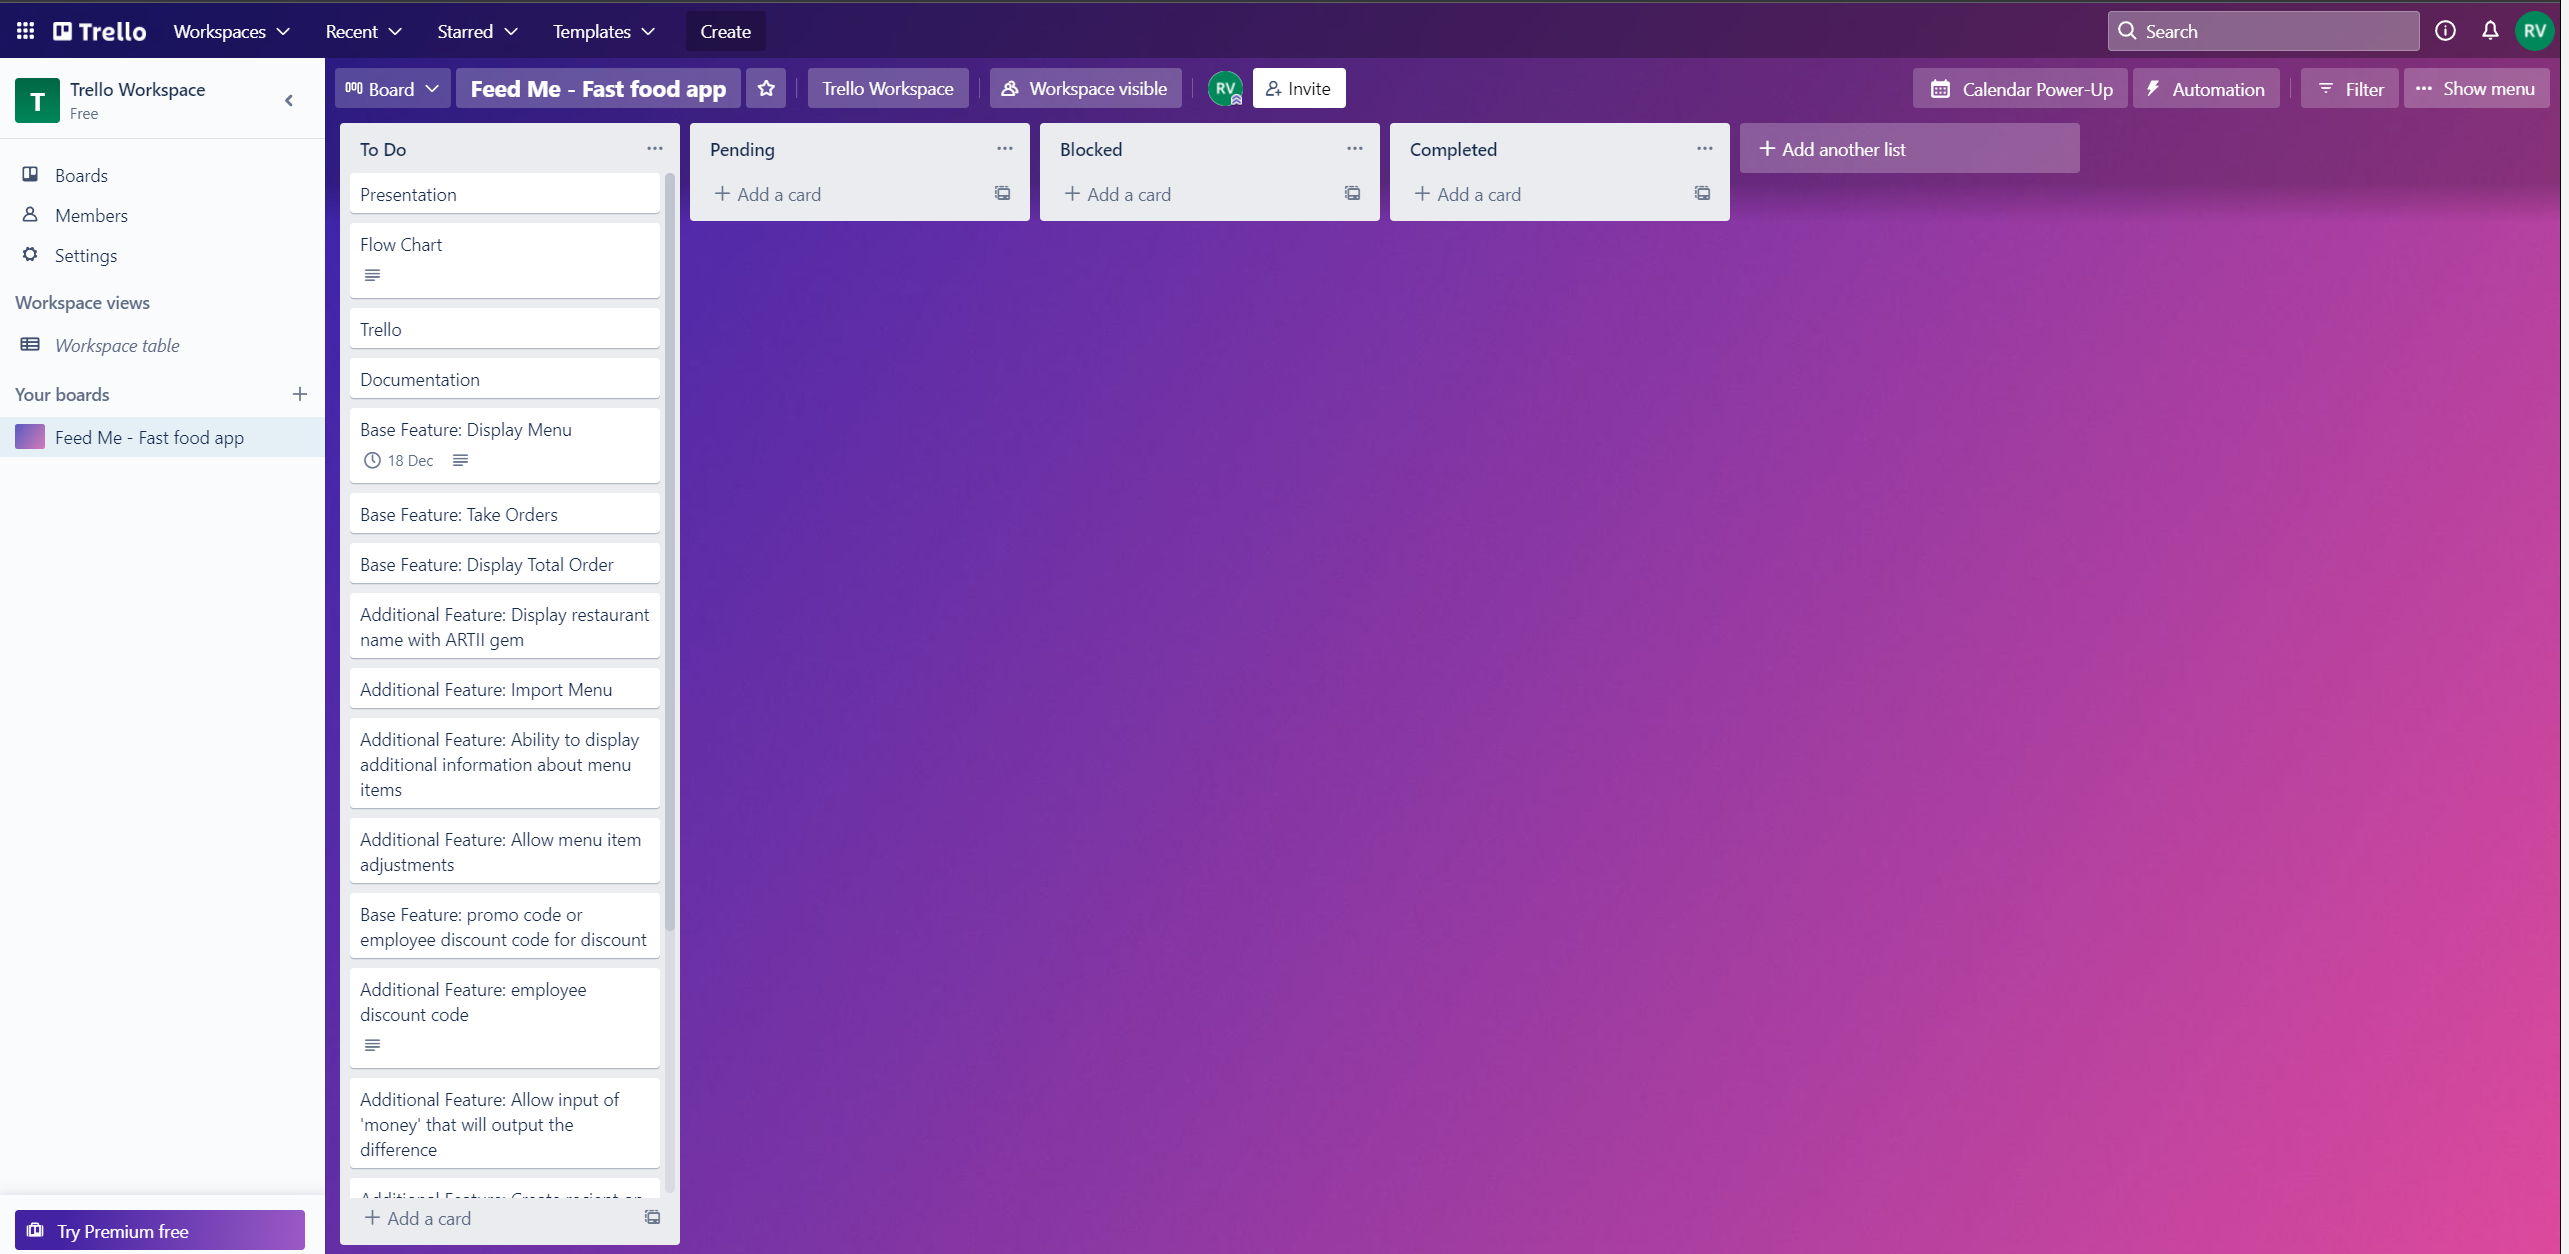 Trello
Workspaces
Recent
Starred
Templates
Create
Search
RV
T
Trello Workspace
Free
Boards
Members
Settings
Workspace views
Workspace table
Your boards
Feed Me - Fast food app
Try Premium free
Board
Feed Me - Fast food app
Trello Workspace
Workspace visible
RV
Invite
Calendar Power-Up
Automation
Filter
Show menu
To Do
Presentation
Flow Chart
Trello
Documentation
Base Feature: Display Menu
18 Dec
Base Feature: Take Orders
Base Feature: Display Total Order
Additional Feature: Display restaurant
name with ARTII gem
Additional Feature: Import Menu
Additional Feature: Ability to display
additional information about menu
items
Additional Feature: Allow menu item
adjustments
Base Feature: promo code or
employee discount code for discount
Additional Feature: employee
discount code
Additional Feature: Allow input of
'money' that will output the
difference
Additional Feature: Create
Add a card
Pending
Add a card
Blocked
Add a card
Completed
Add a card
Add another list